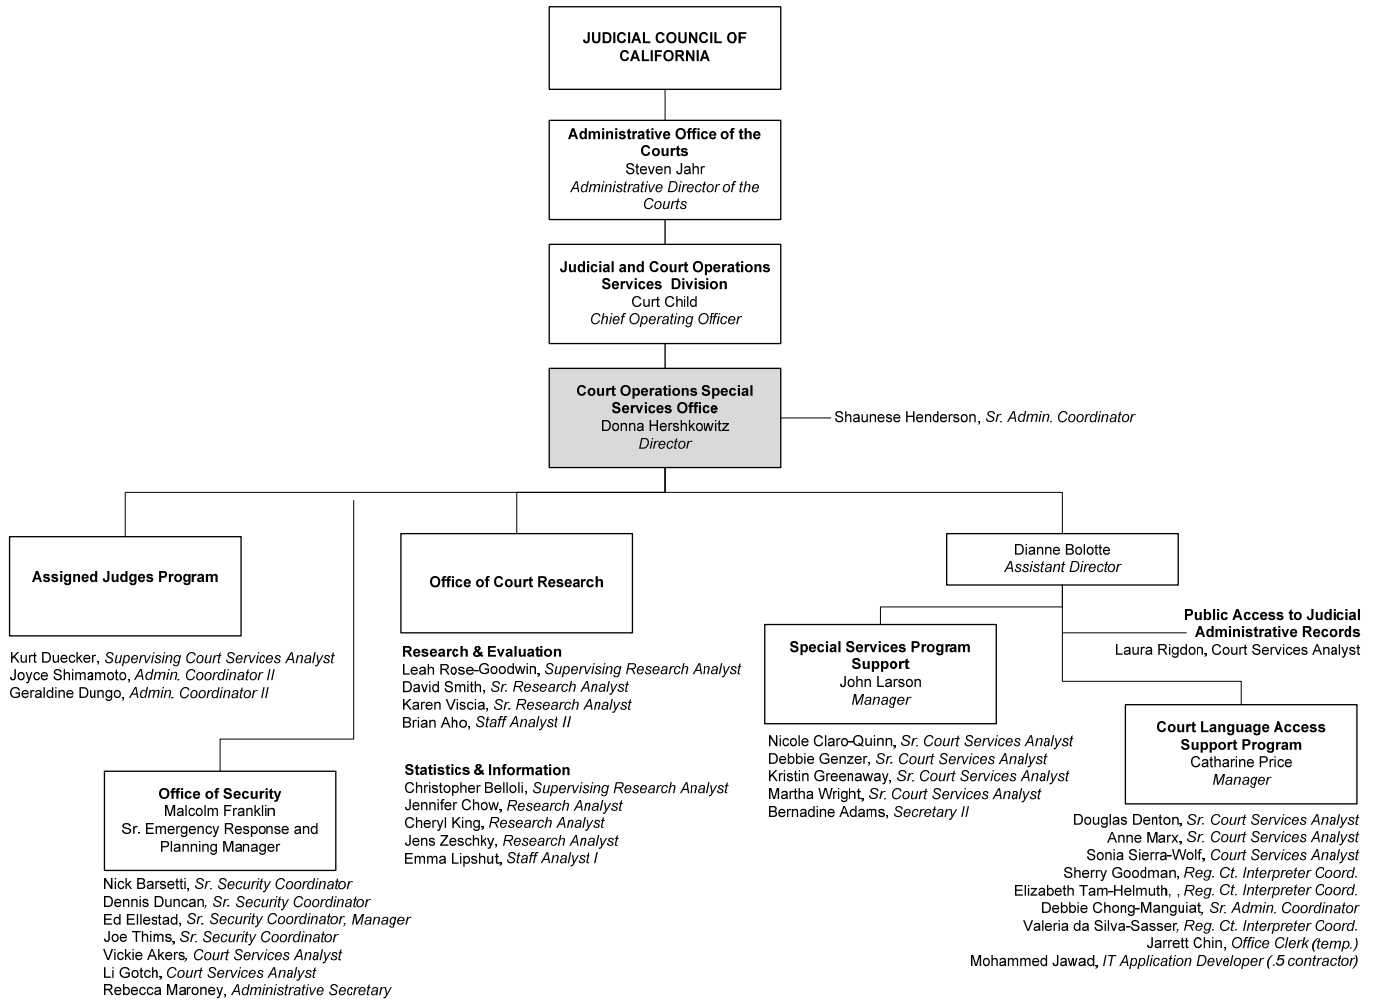 JUDICIAL COUNCIL OF
CALIFORNIA
Administrative Office of the
Courts
Steven Jahr
Administrative Director of the
Courts
Judicial and Court Operations
Services Division
Curt Child
Chief Operating Officer
Court Operations Special
Services Office
Donna Hershkowitz
Director
Shaunese Henderson, Sr. Admin. Coordinator
Assigned Judges Program
Kurt Duecker, Supervising Court Services Analyst
Joyce Shimamoto, Admin. Coordinator II
Geraldine Dungo, Admin. Coordinator II
Office of Security
Malcolm Franklin
Sr. Emergency Response and
Planning Manager
Nick Barsetti, Sr. Security Coordinator
Dennis Duncan, Sr. Security Coordinator
Ed Ellestad, Sr. Security Coordinator, Manager
Joe Thims, Sr. Security Coordinator
Vickie Akers, Court Services Analyst
Li Gotch, Court Services Analyst
Rebecca Maroney, Administrative Secretary
Office of Court Research
Research & Evaluation
Leah Rose-Goodwin, Supervising Research Analyst
David Smith, Sr. Research Analyst
Karen Viscia, Sr. Research Analyst
Brian Aho, Staff Analyst II
Statistics & Information
Christopher Belloli, Supervising Research Analyst
Jennifer Chow, Research Analyst
Cheryl King, Research Analyst
Jens Zeschky, Research Analyst
Emma Lipshut, Staff Analyst I
Dianne Bolotte
Assistant Director
Special Services Program
Support
John Larson
Manager
Nicole Claro-Quinn, Sr. Court Services Analyst
Debbie Genzer, Sr. Court Services Analyst
Kristin Greenaway, Sr. Court Services Analyst
Martha Wright, Sr. Court Services Analyst
Bernadine Adams, Secretary II
Public Access to Judicial
Administrative Records
Laura Rigdon, Court Services Analyst
Court Language Access
Support Program
Catharine Price
Manager
Douglas Denton, Sr. Court Services Analyst
Anne Marx, Sr. Court Services Analyst
Sonia Sierra-Wolf, Court Services Analyst
Sherry Goodman, Reg. Ct. Interpreter Coord.
Elizabeth Tam-Helmuth, , Reg. Ct. Interpreter Coord.
Debbie Chong-Manguiat, Sr. Admin. Coordinator
Valeria da Silva-Sasser, Reg. Ct. Interpreter Coord.
Jarrett Chin, Office Clerk (temp.)
Mohammed Jawad, IT Application Developer (.5 contractor)